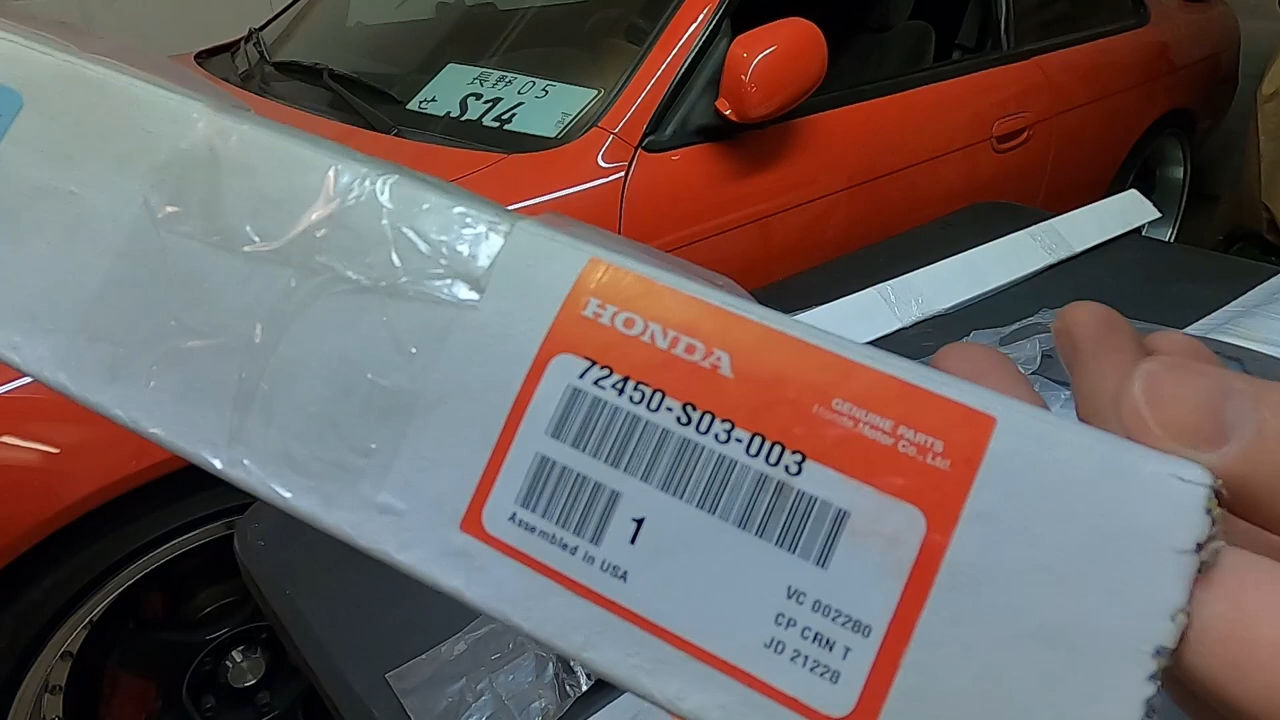 長野 05
せ S14
HONDA
72450-S03-003
GENUINE PARTS
Honda Motor Co., Ltd.
1
Assembled in USA
VC 002280
CP CRN T
JD 21228